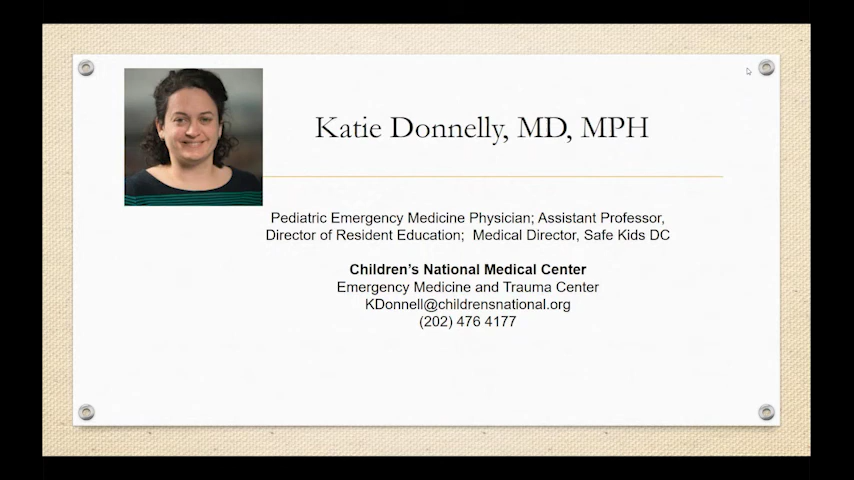 Katie Donnelly, MD, MPH
Pediatric Emergency Medicine Physician; Assistant Professor,
Director of Resident Education;  Medical Director, Safe Kids DC
Children’s National Medical Center
Emergency Medicine and Trauma Center
KDonnell@childrensnational.org
(202) 476 4177